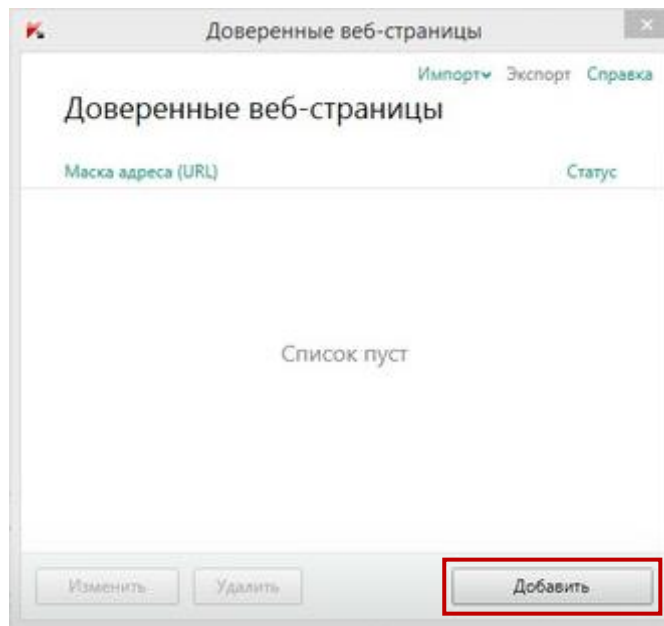 Доверенные веб-страницы
Импорт Экспорт Справка
Доверенные веб-страницы
Маска адреса (URL) Статус
Список пуст
Изменить Удалить Добавить